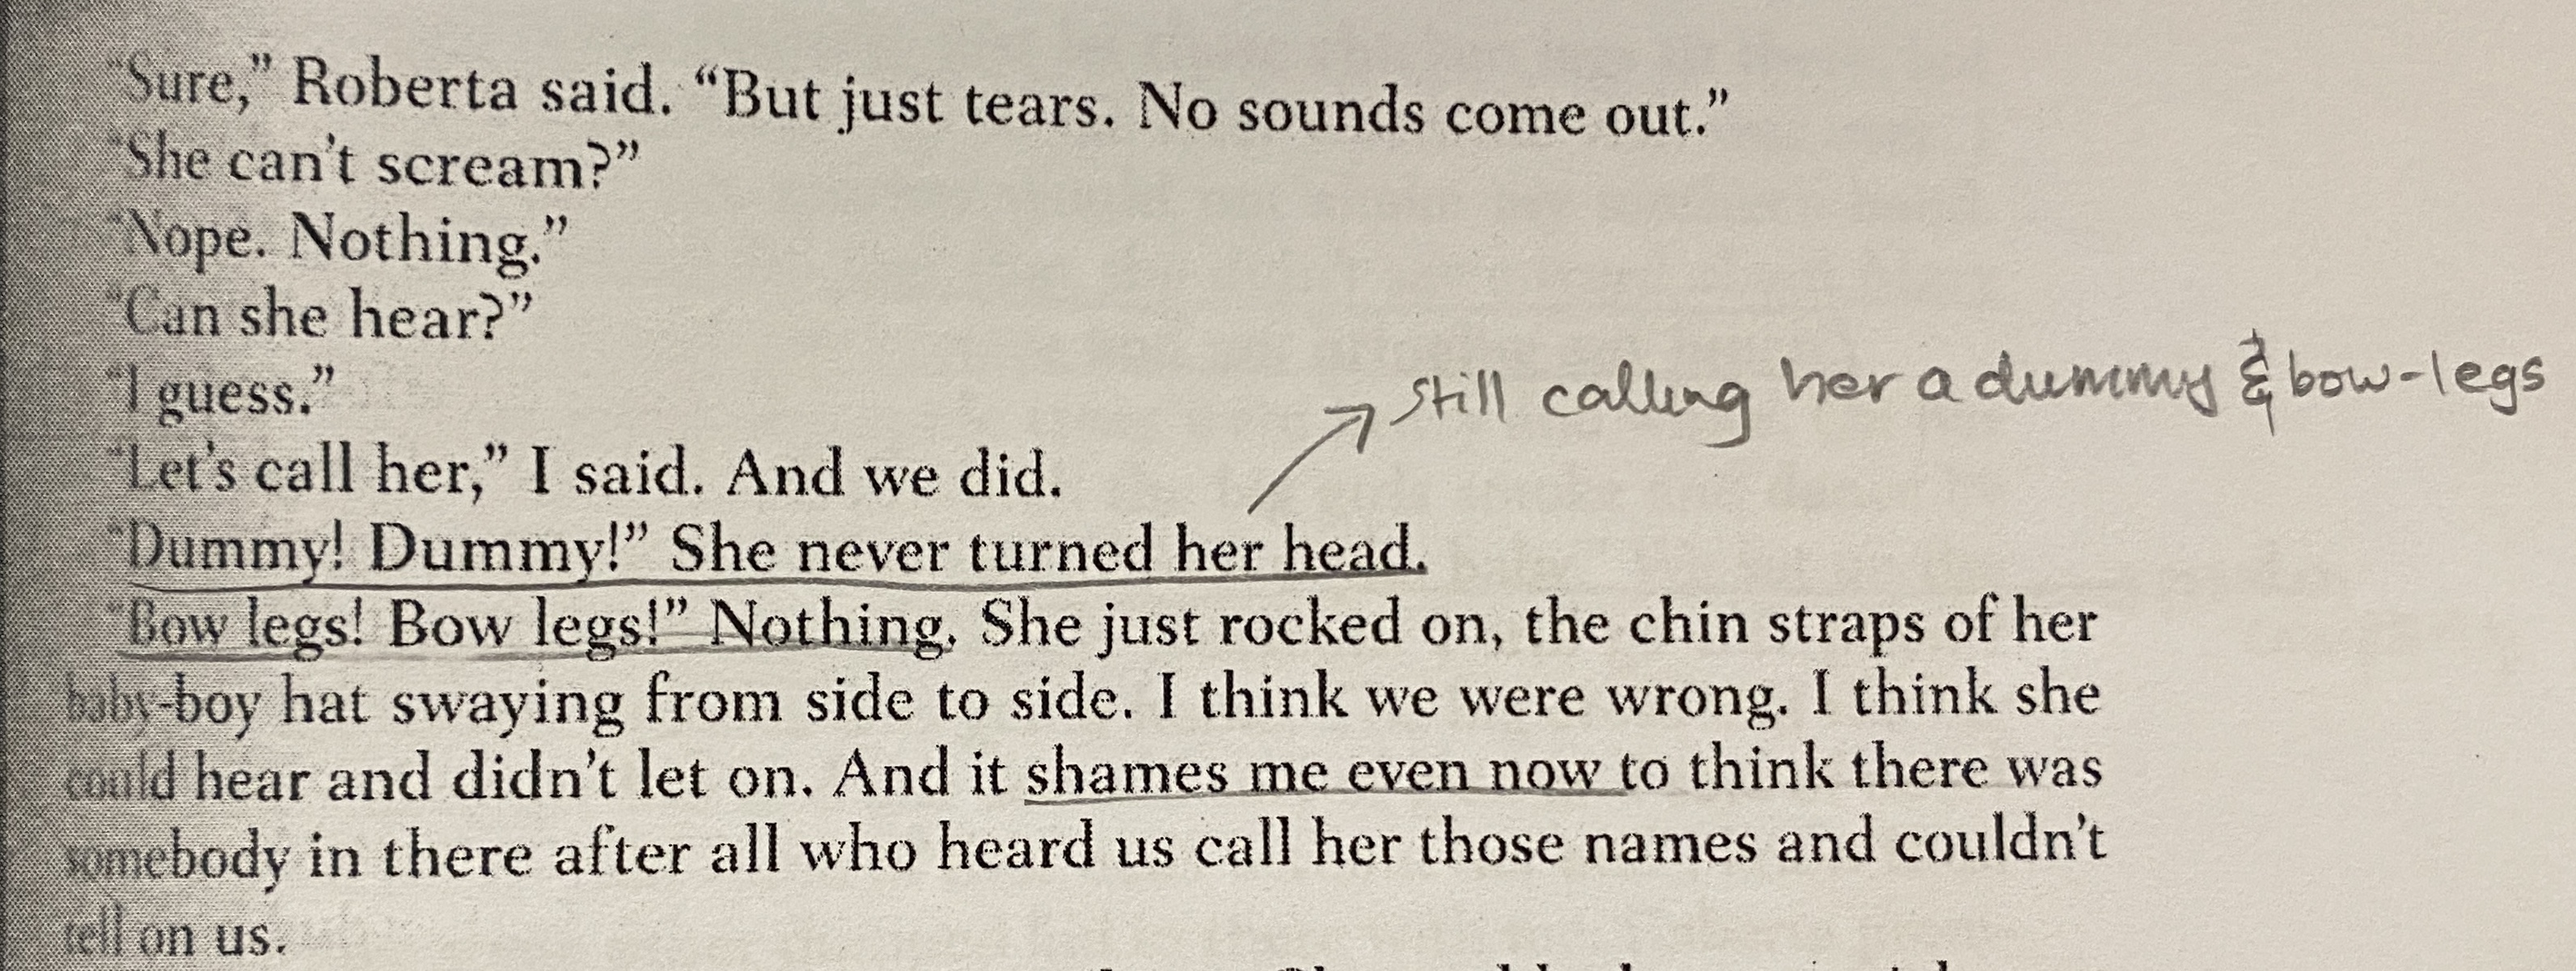 “Sure,” Roberta said. “But just tears. No sounds come out.”
“She can’t scream?”
“Nope. Nothing.”
“Can she hear?”
“I guess.”
still calling her a dummy & bow-legs
“Let’s call her,” I said. And we did.
“Dummy! Dummy!” She never turned her head.
“Bow legs! Bow legs!” Nothing. She just rocked on, the chin straps of her
baby-boy hat swaying from side to side. I think we were wrong. I think she
could hear and didn’t let on. And it shames me even now to think there was
somebody in there after all who heard us call her those names and couldn’t
tell on us.